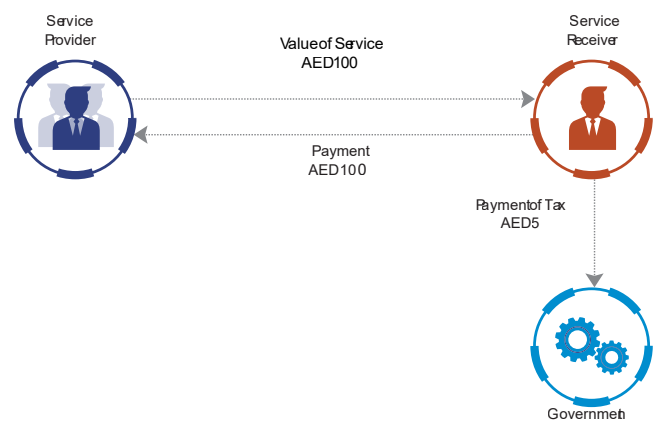 Service
Provider
Value of Service
AED100
Service
Receiver
Payment
AED100
Payment of Tax
AED5
Government